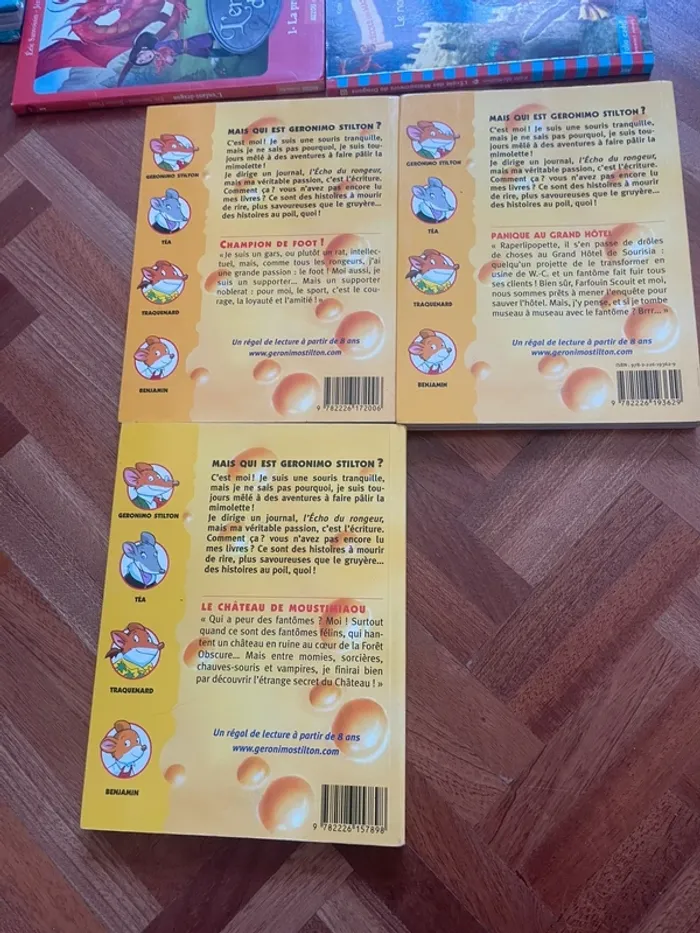 1- La pr
MAIS QUI EST GERONIMO STILTON ?
C'est moi ! Je suis une souris tranquille,
mais je ne sais pas pourquoi, je suis tou-
jours mêlé à des aventures à faire pâlir la
mimolette !
Je dirige un journal, l'Écho du rongeur,
mais ma véritable passion, c'est l'écriture.
Comment ça ? vous n'avez pas encore lu
mes livres ? Ce sont des histoires à mourir
de rire, plus savoureuses que le gruyère...
des histoires au poil, quoi !
CHAMPION DE FOOT !
« Je suis un gars, ou plutôt un rat, intellec-
tuel, mais, comme tous les rongeurs, j'ai
une grande passion : le foot ! Moi aussi, je
suis un supporter... Mais un supporter
noblerat : pour moi, le sport, c'est le cou-
rage, la loyauté et l'amitié ! »
Un régal de lecture à partir de 8 ans
www.geronimostilton.com
9 782226 172006
GERONIMO STILTON
TÉA
TRAQUENARD
BENJAMIN
MAIS QUI EST GERONIMO STILTON ?
C'est moi ! Je suis une souris tranquille,
mais je ne sais pas pourquoi, je suis tou-
jours mêlé à des aventures à faire pâlir la
mimolette !
Je dirige un journal, l'Écho du rongeur,
mais ma véritable passion, c'est l'écriture.
Comment ça ? vous n'avez pas encore lu
mes livres ? Ce sont des histoires à mourir
de rire, plus savoureuses que le gruyère...
des histoires au poil, quoi !
PANIQUE AU GRAND HÔTEL
« Raperlipopette, il s'en passe de drôles
de choses au Grand Hôtel de Sourisia :
quelqu'un projette de le transformer en
usine de W.-C. et un fantôme fait fuir tous
ses clients ! Bien sûr, Farfouin Scouit et moi,
nous sommes prêts à mener l'enquête pour
sauver l'hôtel. Mais, j'y pense, et si je tombe
museau à museau avec le fantôme ? Brrr... »
Un régal de lecture à partir de 8 ans
www.geronimostilton.com
9 782226 193629
GERONIMO STILTON
TÉA
TRAQUENARD
BENJAMIN
MAIS QUI EST GERONIMO STILTON ?
C'est moi ! Je suis une souris tranquille,
mais je ne sais pas pourquoi, je suis tou-
jours mêlé à des aventures à faire pâlir la
mimolette !
Je dirige un journal, l'Écho du rongeur,
mais ma véritable passion, c'est l'écriture.
Comment ça ? vous n'avez pas encore lu
mes livres ? Ce sont des histoires à mourir
de rire, plus savoureuses que le gruyère...
des histoires au poil, quoi !
LE CHÂTEAU DE MOUSTIMIAOU
« Qui a peur des fantômes ? Moi ! Surtout
quand ce sont des fantômes félins, qui han-
tent un château en ruine au cœur de la Forêt
Obscure... Mais entre momies, sorcières,
chauves-souris et vampires, je finirai bien
par découvrir l'étrange secret du Château ! »
Un régal de lecture à partir de 8 ans
www.geronimostilton.com
9 782226 157898
GERONIMO STILTON
TÉA
TRAQUENARD
BENJAMIN